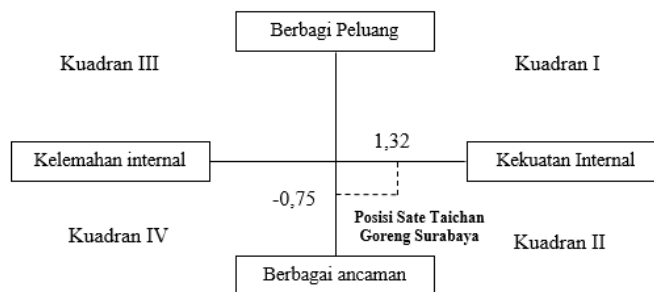 Berbagi Peluang
Kuadran III
Kuadran I
1,32
Kelemahan internal
Kekuatan Internal
-0,75
Posisi Sate Taichan
Goreng Surabaya
Kuadran IV
Kuadran II
Berbagai ancaman